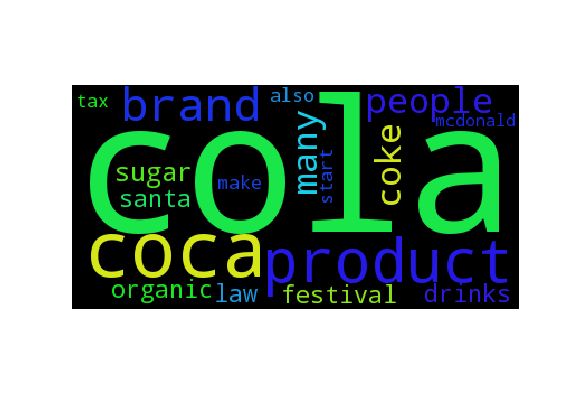 tax
brand
also
people
mcdonald
cola
many
start
coke
sugar
make
santa
coca
product
organic
law
festival
drinks